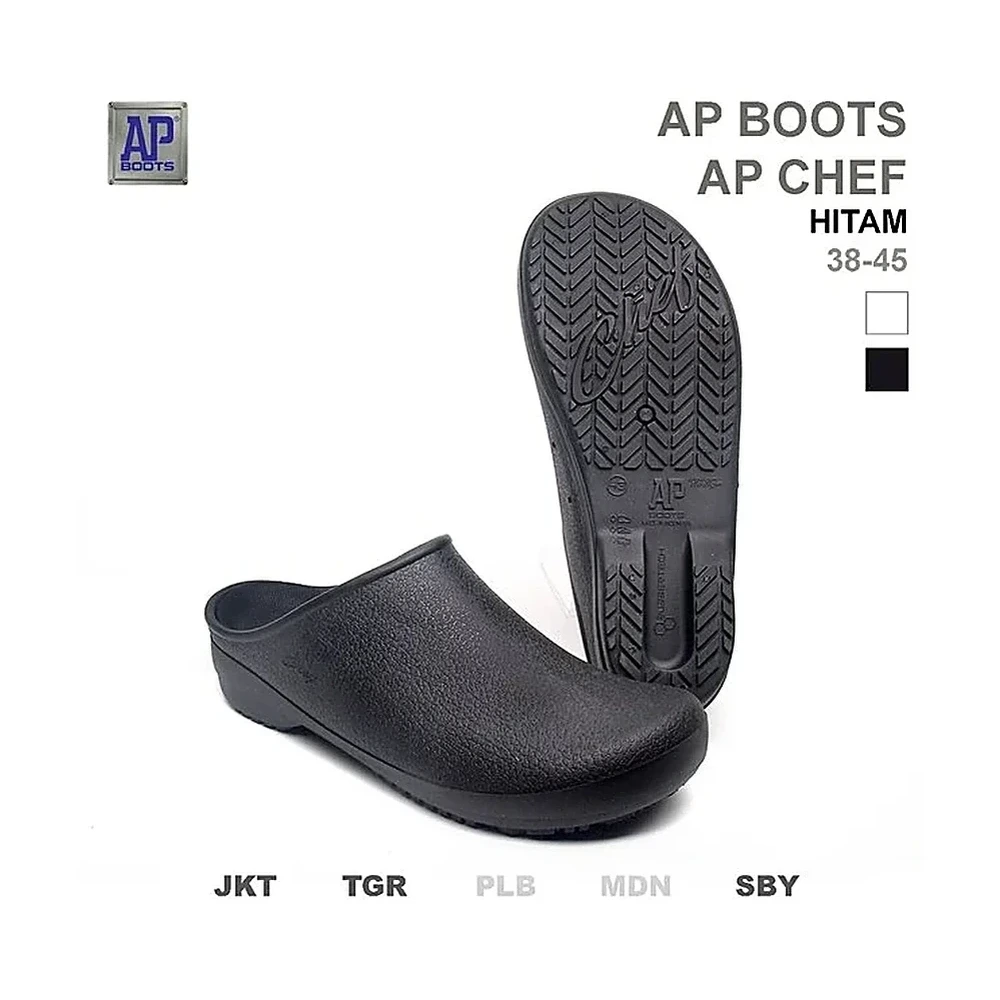 AP
BOOTS
AP BOOTS
AP CHEF
HITAM
38-45
Chef
AP
BOOTS
JKT TGR PLB MDN SBY